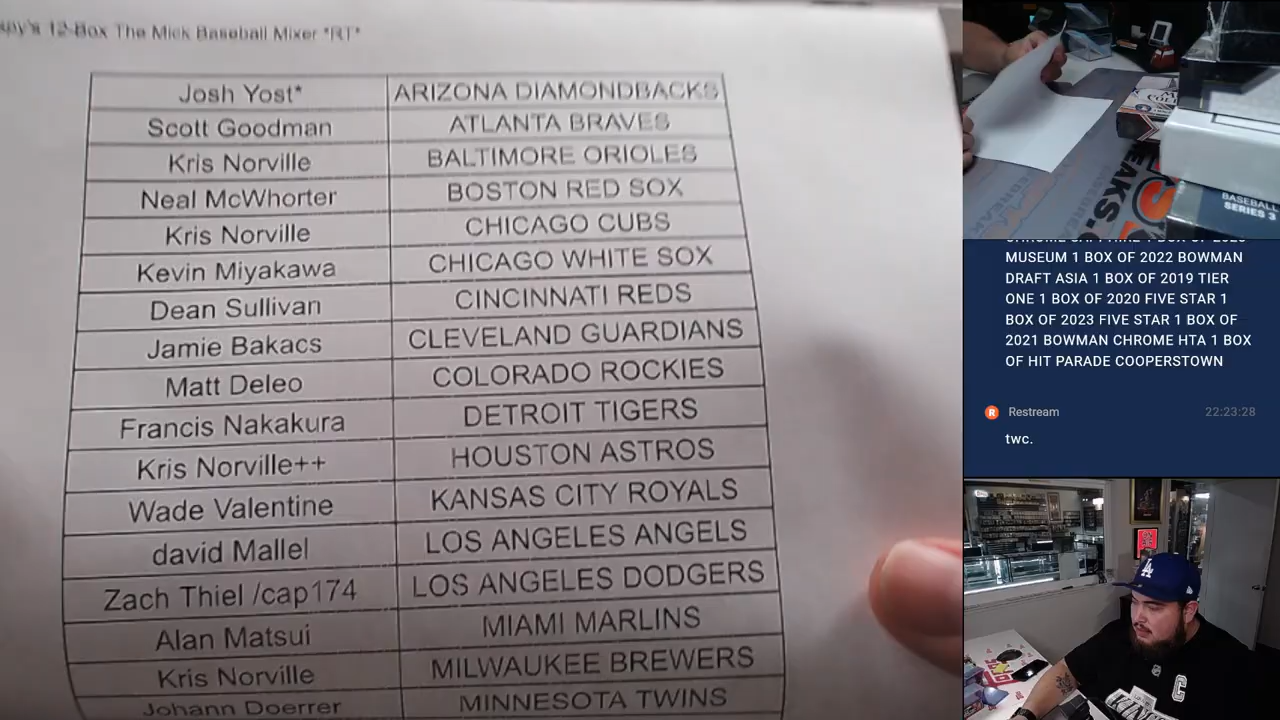 12-Box The Mick Baseball Mixer *RT*
Josh Yost* ARIZONA DIAMONDBACKS
Scott Goodman ATLANTA BRAVES
Kris Norville BALTIMORE ORIOLES
Neal McWhorter BOSTON RED SOX
Kris Norville CHICAGO CUBS
Kevin Miyakawa CHICAGO WHITE SOX
Dean Sullivan CINCINNATI REDS
Jamie Bakacs CLEVELAND GUARDIANS
Matt Deleo COLORADO ROCKIES
Francis Nakakura DETROIT TIGERS
Kris Norville++ HOUSTON ASTROS
Wade Valentine KANSAS CITY ROYALS
david Mallel LOS ANGELES ANGELS
Zach Thiel /cap174 LOS ANGELES DODGERS
Alan Matsui MIAMI MARLINS
Kris Norville MILWAUKEE BREWERS
Johann Doerrer MINNESOTA TWINS
BREAKS.
BASEBALL
SERIES 3
MUSEUM 1 BOX OF 2022 BOWMAN
DRAFT ASIA 1 BOX OF 2019 TIER
ONE 1 BOX OF 2020 FIVE STAR 1
BOX OF 2023 FIVE STAR 1 BOX OF
2021 BOWMAN CHROME HTA 1 BOX
OF HIT PARADE COOPERSTOWN
R Restream 22:23:28
twc.
LA
C